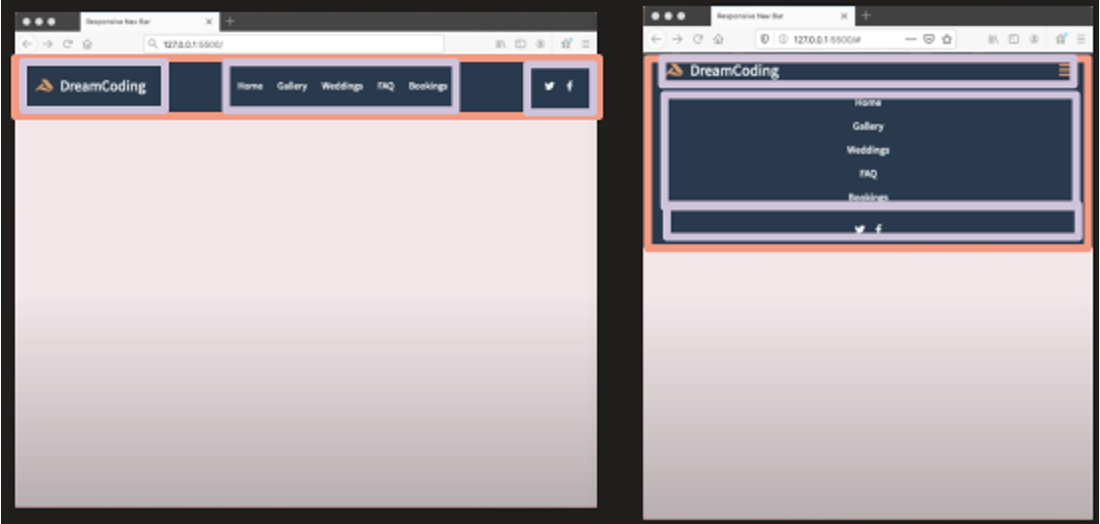 Responsive Nav Bar
127.0.0.1:5500/
DreamCoding
Home Gallery Weddings FAQ Bookings
Responsive Nav Bar
127.0.0.1:5500/#
DreamCoding
Home
Gallery
Weddings
FAQ
Bookings